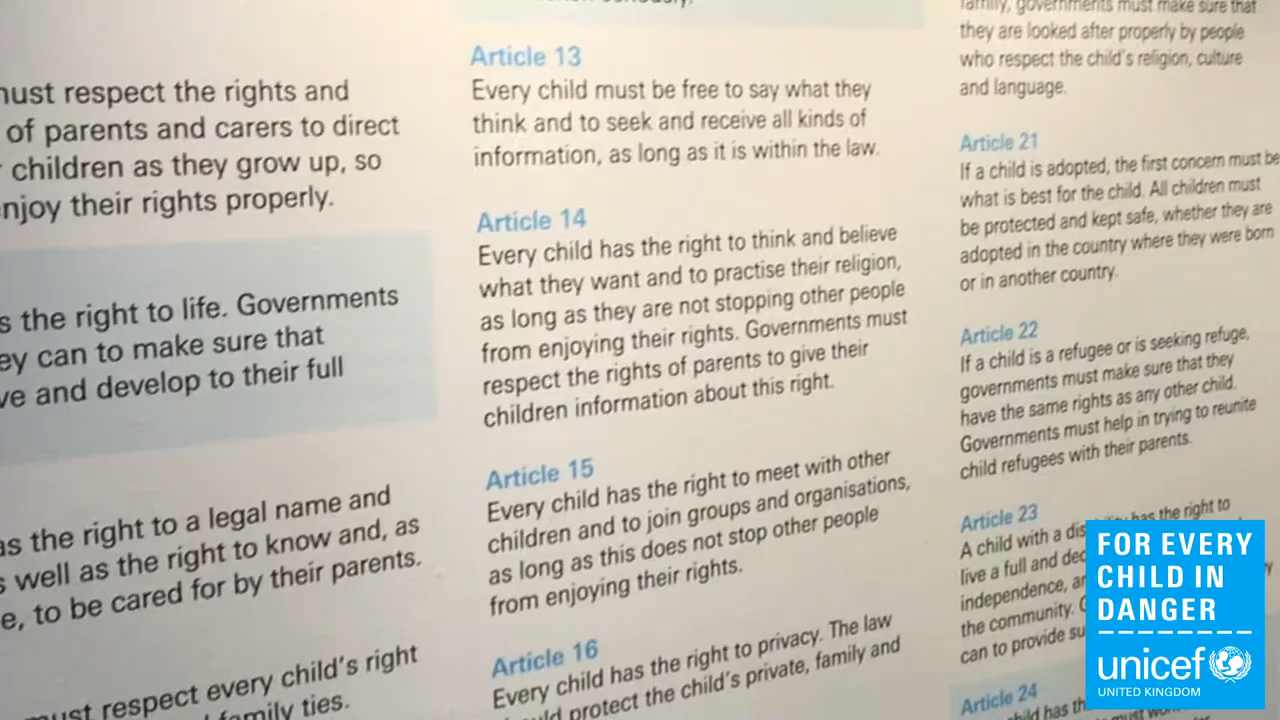 must respect the rights and
of parents and carers to direct
children as they grow up, so
enjoy their rights properly.
the right to life. Governments
can to make sure that
and develop to their full
the right to a legal name and
well as the right to know and, as
to be cared for by their parents.
must respect every child's right
family ties.
Article 13
Every child must be free to say what they
think and to seek and receive all kinds of
information, as long as it is within the law.
Article 14
Every child has the right to think and believe
what they want and to practise their religion,
as long as they are not stopping other people
from enjoying their rights. Governments must
respect the rights of parents to give their
children information about this right.
Article 15
Every child has the right to meet with other
children and to join groups and organisations,
as long as this does not stop other people
from enjoying their rights.
Article 16
Every child has the right to privacy. The law
protect the child's private, family and
family, governments must make sure that
they are looked after properly by people
who respect the child's religion, culture
and language.
Article 21
If a child is adopted, the first concern must be
what is best for the child. All children must
be protected and kept safe, whether they are
adopted in the country where they were born
or in another country.
Article 22
If a child is a refugee or is seeking refuge,
governments must make sure that they
have the same rights as any other child.
Governments must help in trying to reunite
child refugees with their parents.
Article 23
A child with a has the right to
live a full and
independence,
the community.
can to provide
Article 24
FOR EVERY
CHILD IN
DANGER
unicef
UNITED KINGDOM